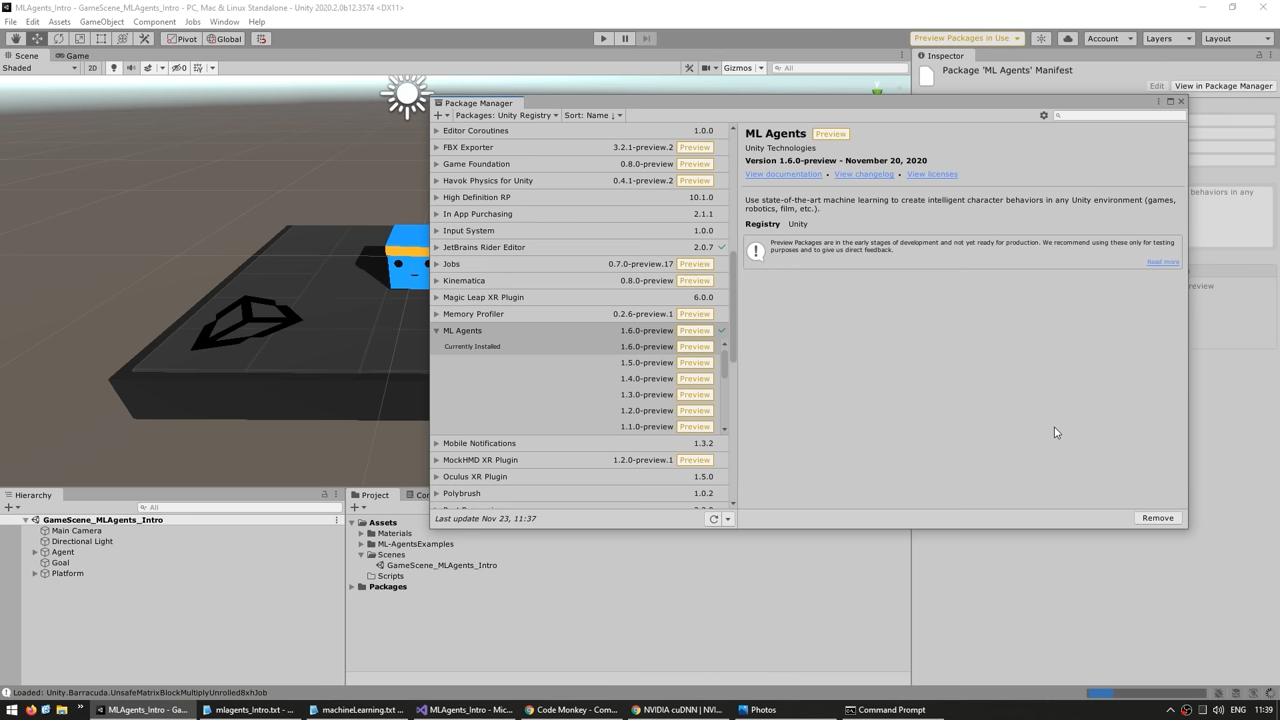 MLAgents_Intro - GameScene_MLAgents_Intro - PC, Mac & Linux Standalone - Unity 2020.2.0b12.3574 <DX11>
File Edit Assets GameObject Component Jobs Window Help
Pivot Global Preview Packages in Use Account Layers Layout
Scene Game Inspector
Shaded 2D 0 Gizmos All
Package 'ML Agents' Manifest
Edit View in Package Manager
Package Manager
Packages: Unity Registry Sort: Name ↓
Editor Coroutines 1.0.0
FBX Exporter 3.2.1-preview.2 Preview
Game Foundation 0.8.0-preview Preview
Havok Physics for Unity 0.4.1-preview.2 Preview
High Definition RP 10.1.0
In App Purchasing 2.1.1
Input System 1.0.0
JetBrains Rider Editor 2.0.7
Jobs 0.7.0-preview.17 Preview
Kinematica 0.8.0-preview Preview
Magic Leap XR Plugin 6.0.0
Memory Profiler 0.2.6-preview.1 Preview
ML Agents 1.6.0-preview Preview
Currently Installed 1.6.0-preview Preview
1.5.0-preview Preview
1.4.0-preview Preview
1.3.0-preview Preview
1.2.0-preview Preview
1.1.0-preview Preview
Mobile Notifications 1.3.2
MockHMD XR Plugin 1.2.0-preview.1 Preview
Oculus XR Plugin 1.5.0
Polybrush 1.0.2
Last update Nov 23, 11:37
ML Agents Preview
Unity Technologies
Version 1.6.0-preview - November 20, 2020
View documentation • View changelog • View licenses
Use state-of-the-art machine learning to create intelligent character behaviors in any Unity environment (games,
robotics, film, etc.).
Registry Unity
Preview Packages are in the early stages of development and not yet ready for production. We recommend using these only for testing
purposes and to give us direct feedback.
Read more
Remove
behaviors in any
review
Hierarchy
All
GameScene_MLAgents_Intro
Main Camera
Directional Light
Agent
Goal
Platform
Project
Assets
Materials
ML-AgentsExamples
Scenes
GameScene_MLAgents_Intro
Scripts
Packages
Loaded: Unity.Barracuda.UnsafeMatrixBlockMultiplyUnrolled8xhJob
MLAgents_Intro - Ga... mlagents_Intro.txt - ... machineLearning.txt ... MLAgents_Intro - Mic... Code Monkey - Com... NVIDIA cuDNN | NVI... Photos Command Prompt ENG 11:39